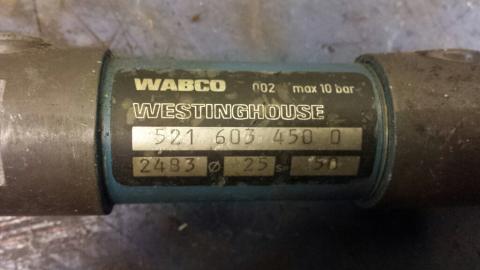 WABCO 002 max 10 bar
WESTINGHOUSE
521 603 450 0
2483 Ø 25 s 50